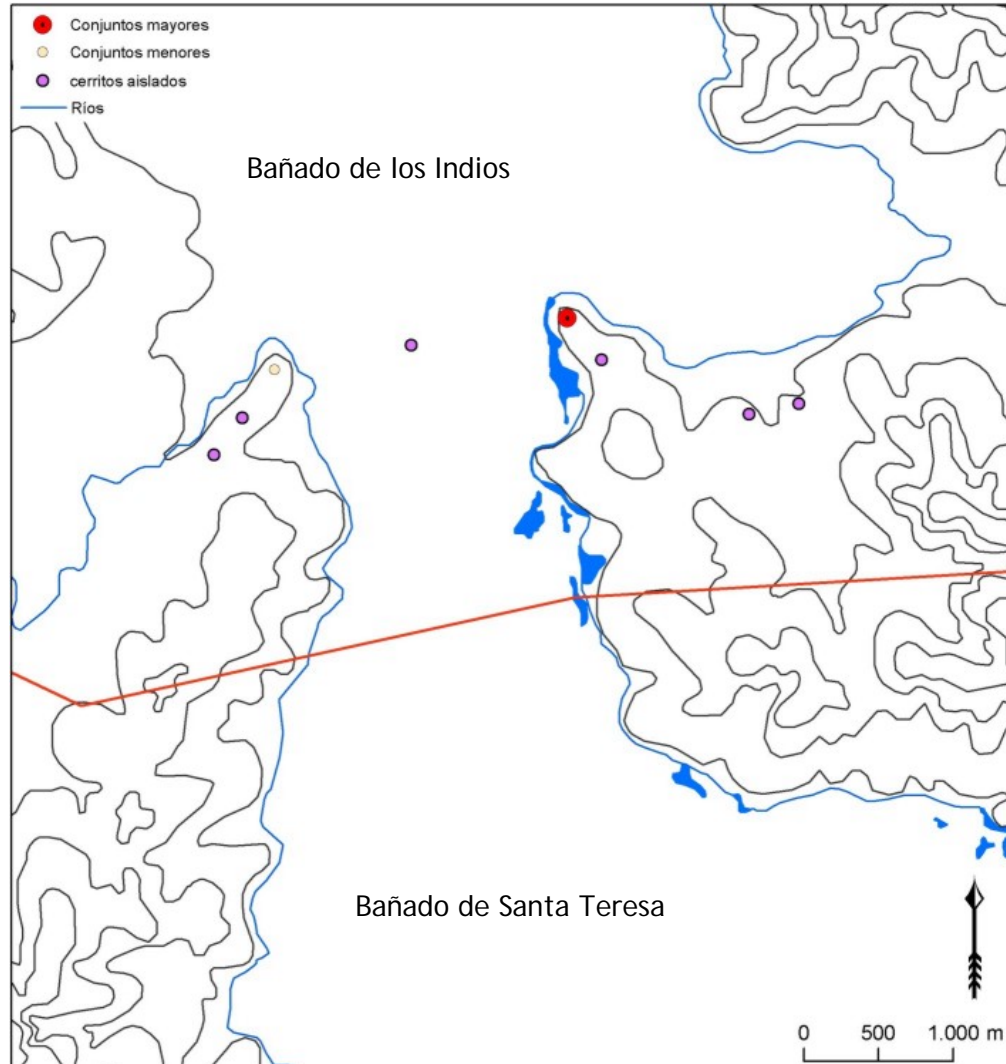 Conjuntos mayores
Conjuntos menores
cerritos aislados
Ríos
Bañado de los Indios
Bañado de Santa Teresa
0 500 1.000 m